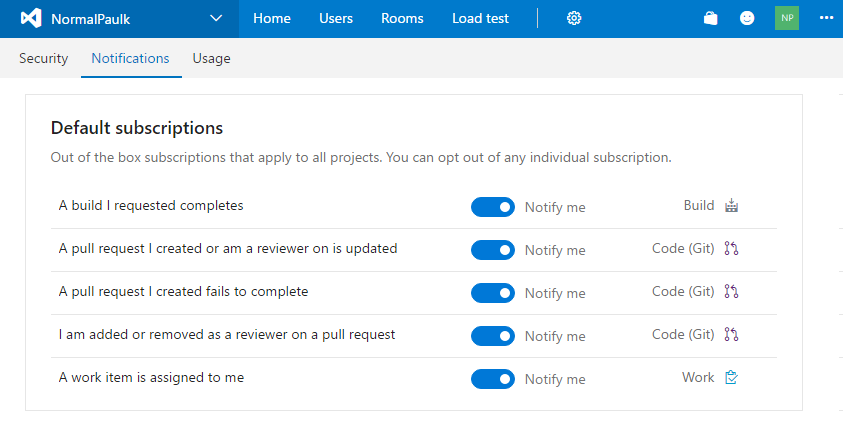 NormalPaulk Home Users Rooms Load test NP
Security Notifications Usage
Default subscriptions
Out of the box subscriptions that apply to all projects. You can opt out of any individual subscription.
A build I requested completes Notify me Build
A pull request I created or am a reviewer on is updated Notify me Code (Git)
A pull request I created fails to complete Notify me Code (Git)
I am added or removed as a reviewer on a pull request Notify me Code (Git)
A work item is assigned to me Notify me Work